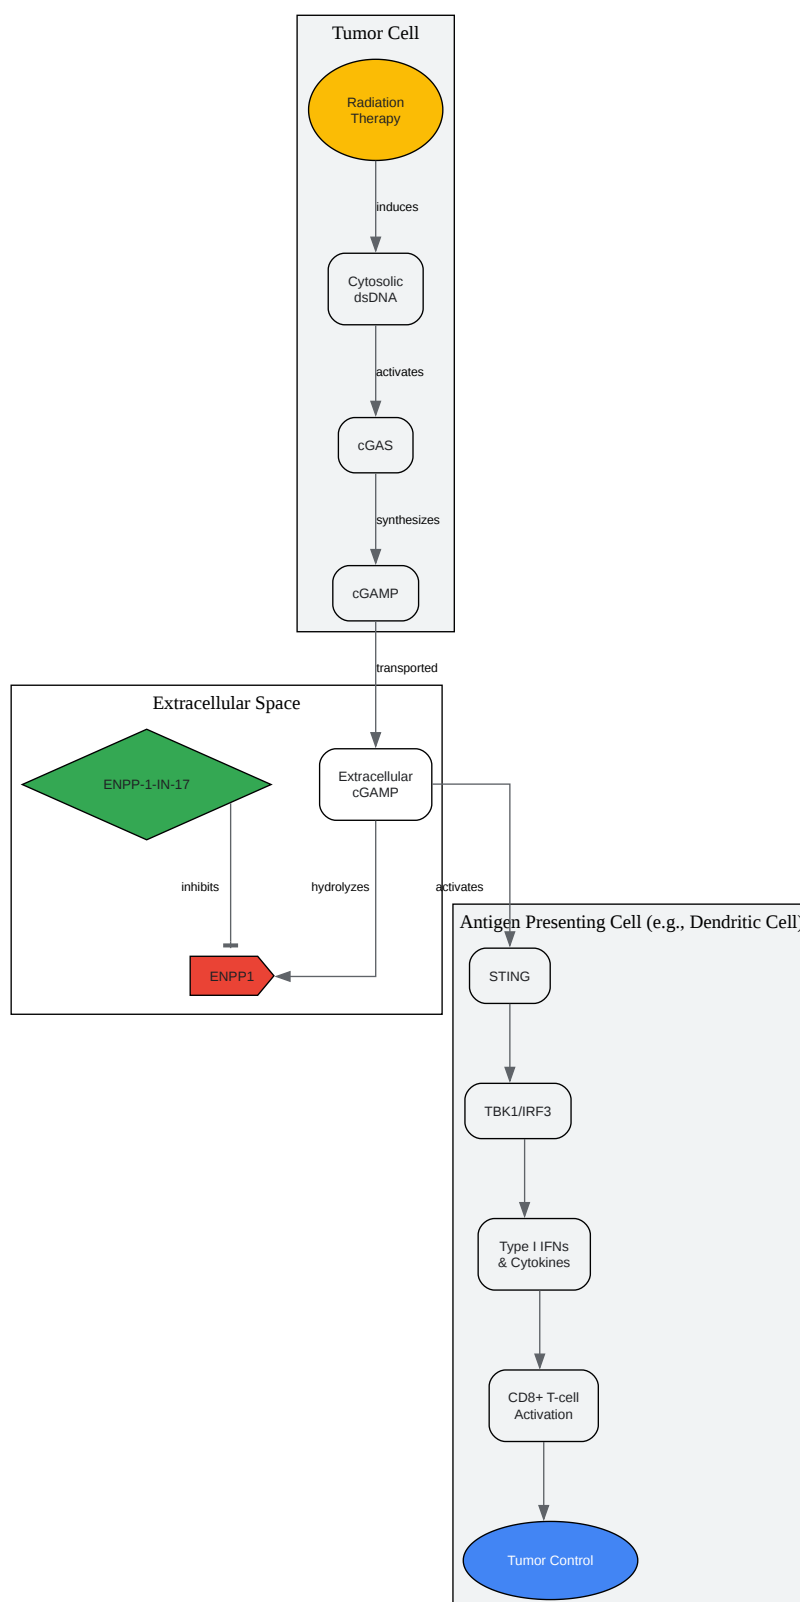 Tumor Cell
Radiation
Therapy
induces
Cytosolic
dsDNA
activates
cGAS
synthesizes
cGAMP
transported
Extracellular Space
ENPP-1-IN-17
Extracellular
cGAMP
inhibits
hydrolyzes
activates
ENPP1
Antigen Presenting Cell (e.g., Dendritic Cell)
STING
TBK1/IRF3
Type I IFNs
& Cytokines
CD8+ T-cell
Activation
Tumor Control